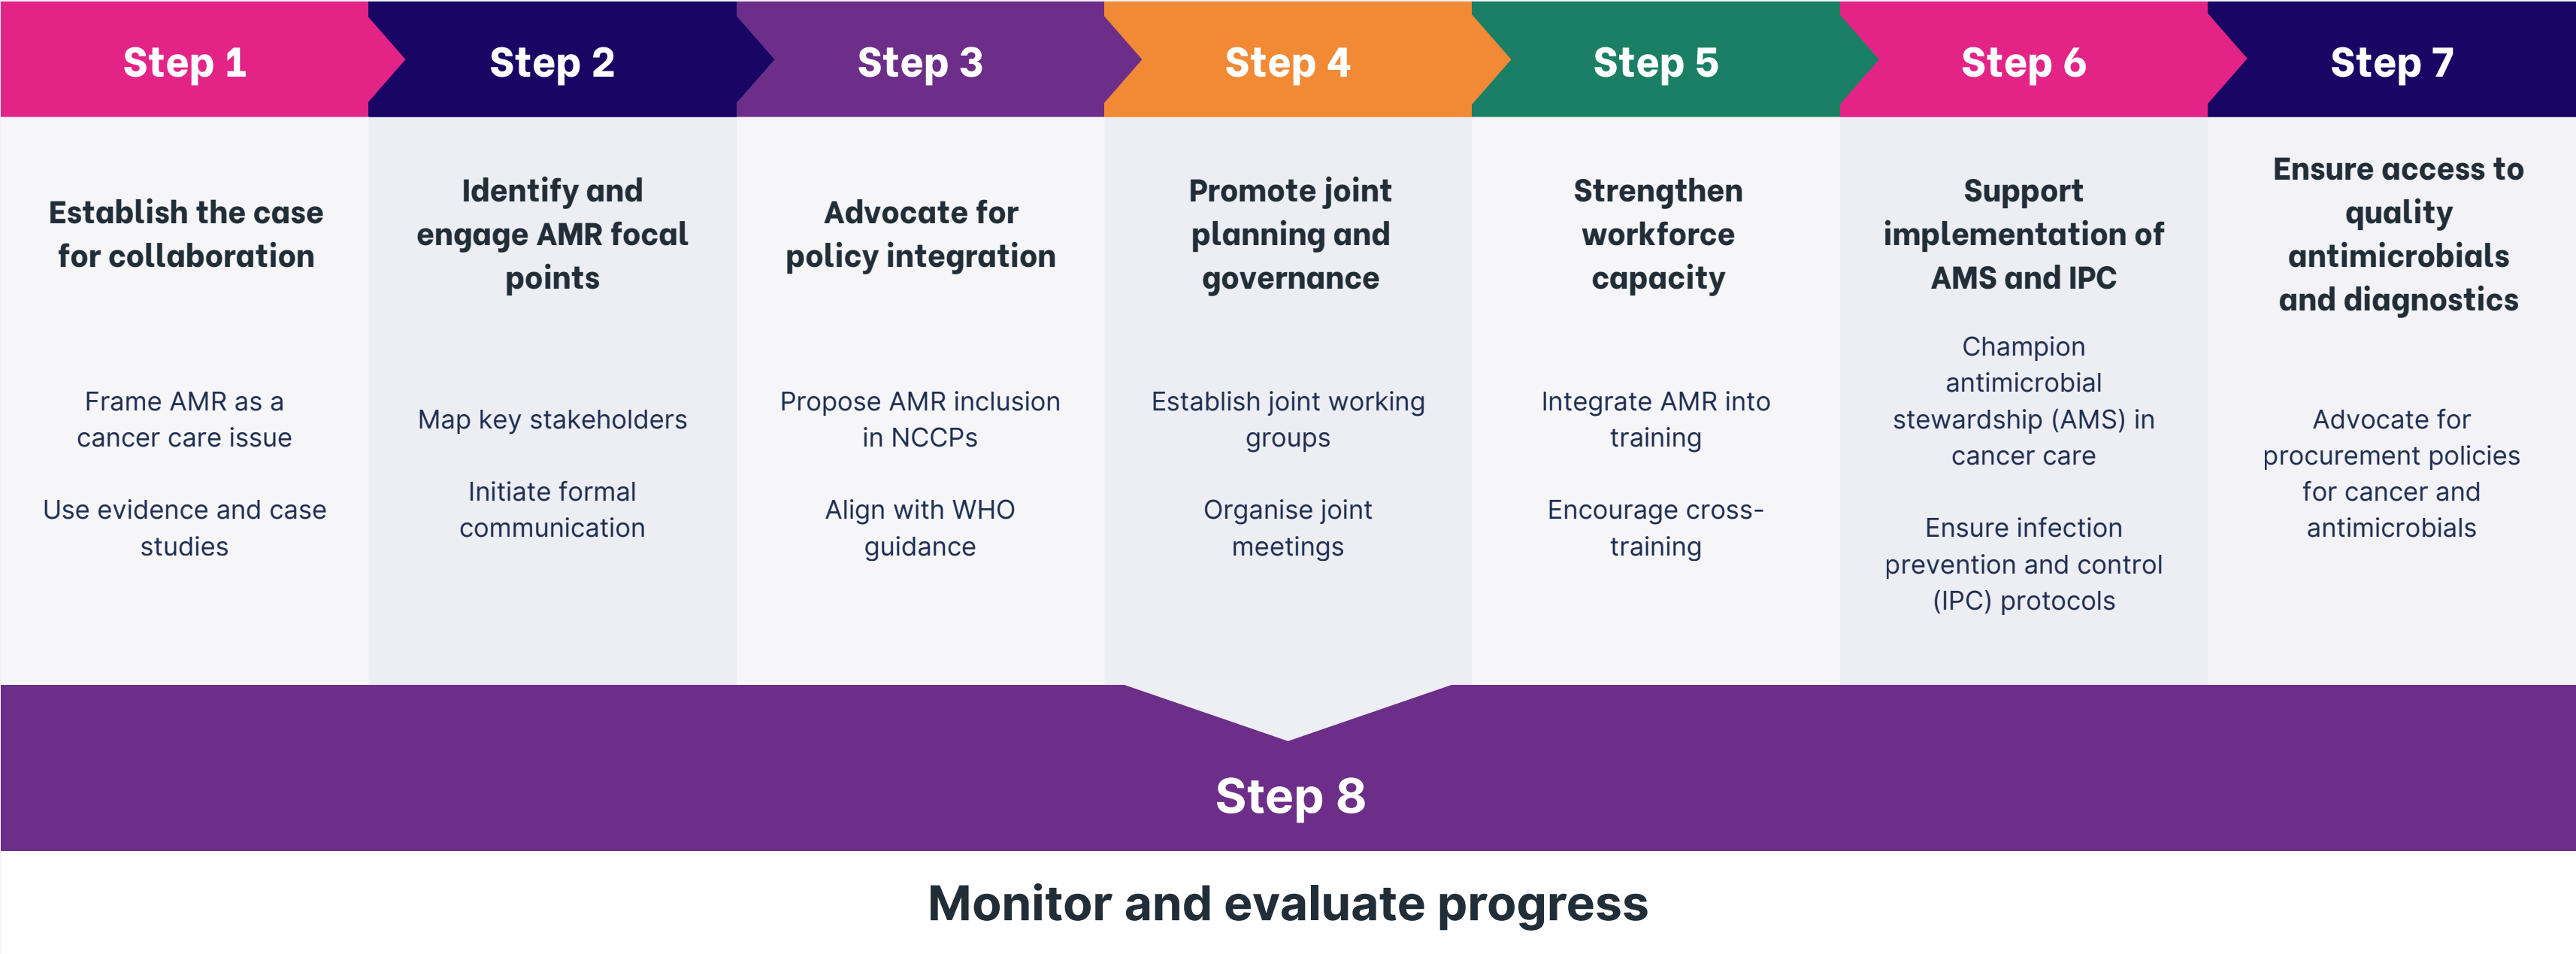 Step 1
Step 2
Step 3
Step 4
Step 5
Step 6
Step 7
Establish the case
for collaboration
Frame AMR as a
cancer care issue
Use evidence and case
studies
Identify and
engage AMR focal
points
Map key stakeholders
Initiate formal
communication
Advocate for
policy integration
Propose AMR inclusion
in NCCPs
Align with WHO
guidance
Promote joint
planning and
governance
Establish joint working
groups
Organise joint
meetings
Strengthen
workforce
capacity
Integrate AMR into
training
Encourage cross-
training
Support
implementation of
AMS and IPC
Champion
antimicrobial
stewardship (AMS) in
cancer care
Ensure infection
prevention and control
(IPC) protocols
Ensure access to
quality
antimicrobials
and diagnostics
Advocate for
procurement policies
for cancer and
antimicrobials
Step 8
Monitor and evaluate progress